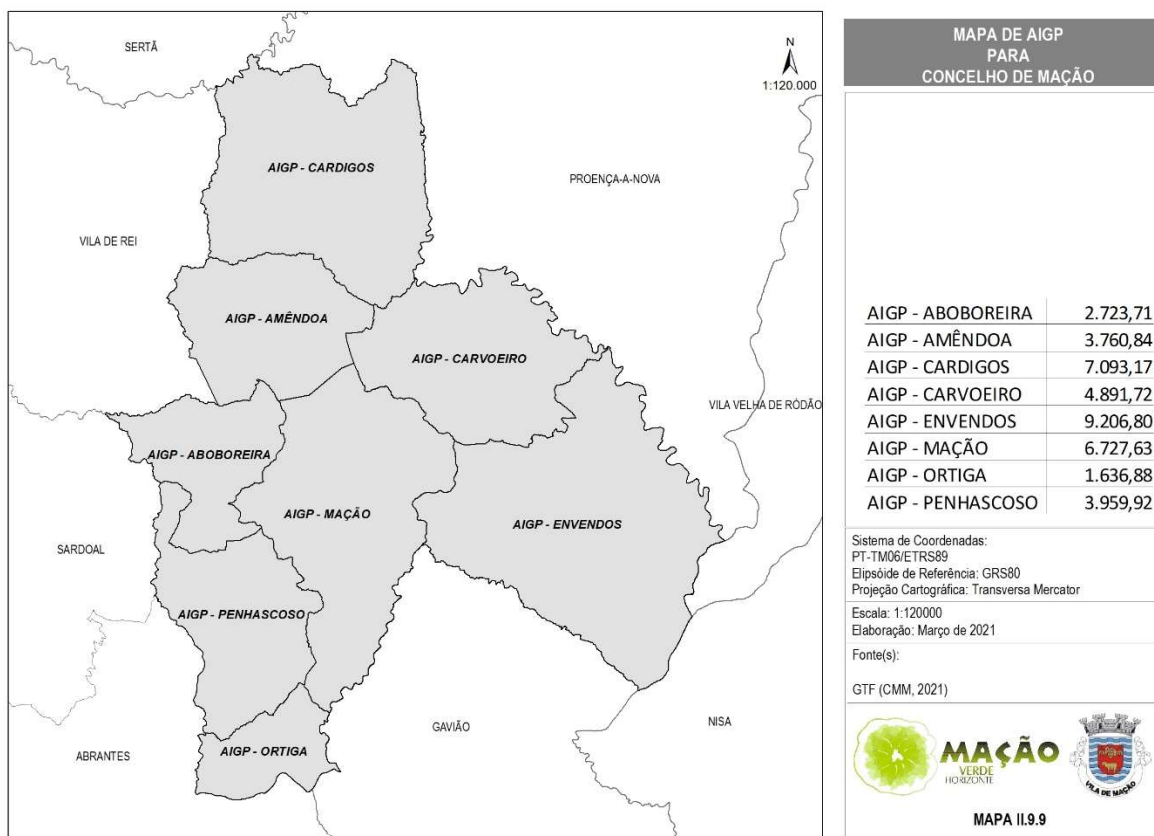 SERTÃ
N
1:120.000
AIGP - CARDIGOS
PROENÇA-A-NOVA
VILA DE REI
AIGP - AMÊNDOA
AIGP - CARVOEIRO
VILA VELHA DE RÓDÃO
AIGP - ABOBOREIRA
AIGP - MAÇÃO
AIGP - ENVENDOS
SARDOAL
AIGP - PENHASCOSO
GAVIÃO
NISA
ABRANTES
AIGP - ORTIGA
MAPA DE AIGP
PARA
CONCELHO DE MAÇÃO
AIGP - ABOBOREIRA 2.723,71
AIGP - AMÊNDOA 3.760,84
AIGP - CARDIGOS 7.093,17
AIGP - CARVOEIRO 4.891,72
AIGP - ENVENDOS 9.206,80
AIGP - MAÇÃO 6.727,63
AIGP - ORTIGA 1.636,88
AIGP - PENHASCOSO 3.959,92
Sistema de Coordenadas:
PT-TM06/ETRS89
Elipsóide de Referência: GRS80
Projeção Cartográfica: Transversa Mercator
Escala: 1:120000
Elaboração: Março de 2021
Fonte(s):
GTF (CMM, 2021)
MAÇÃO
VERDE
HORIZONTE
VILA DE MAÇÃO
MAPA II.9.9